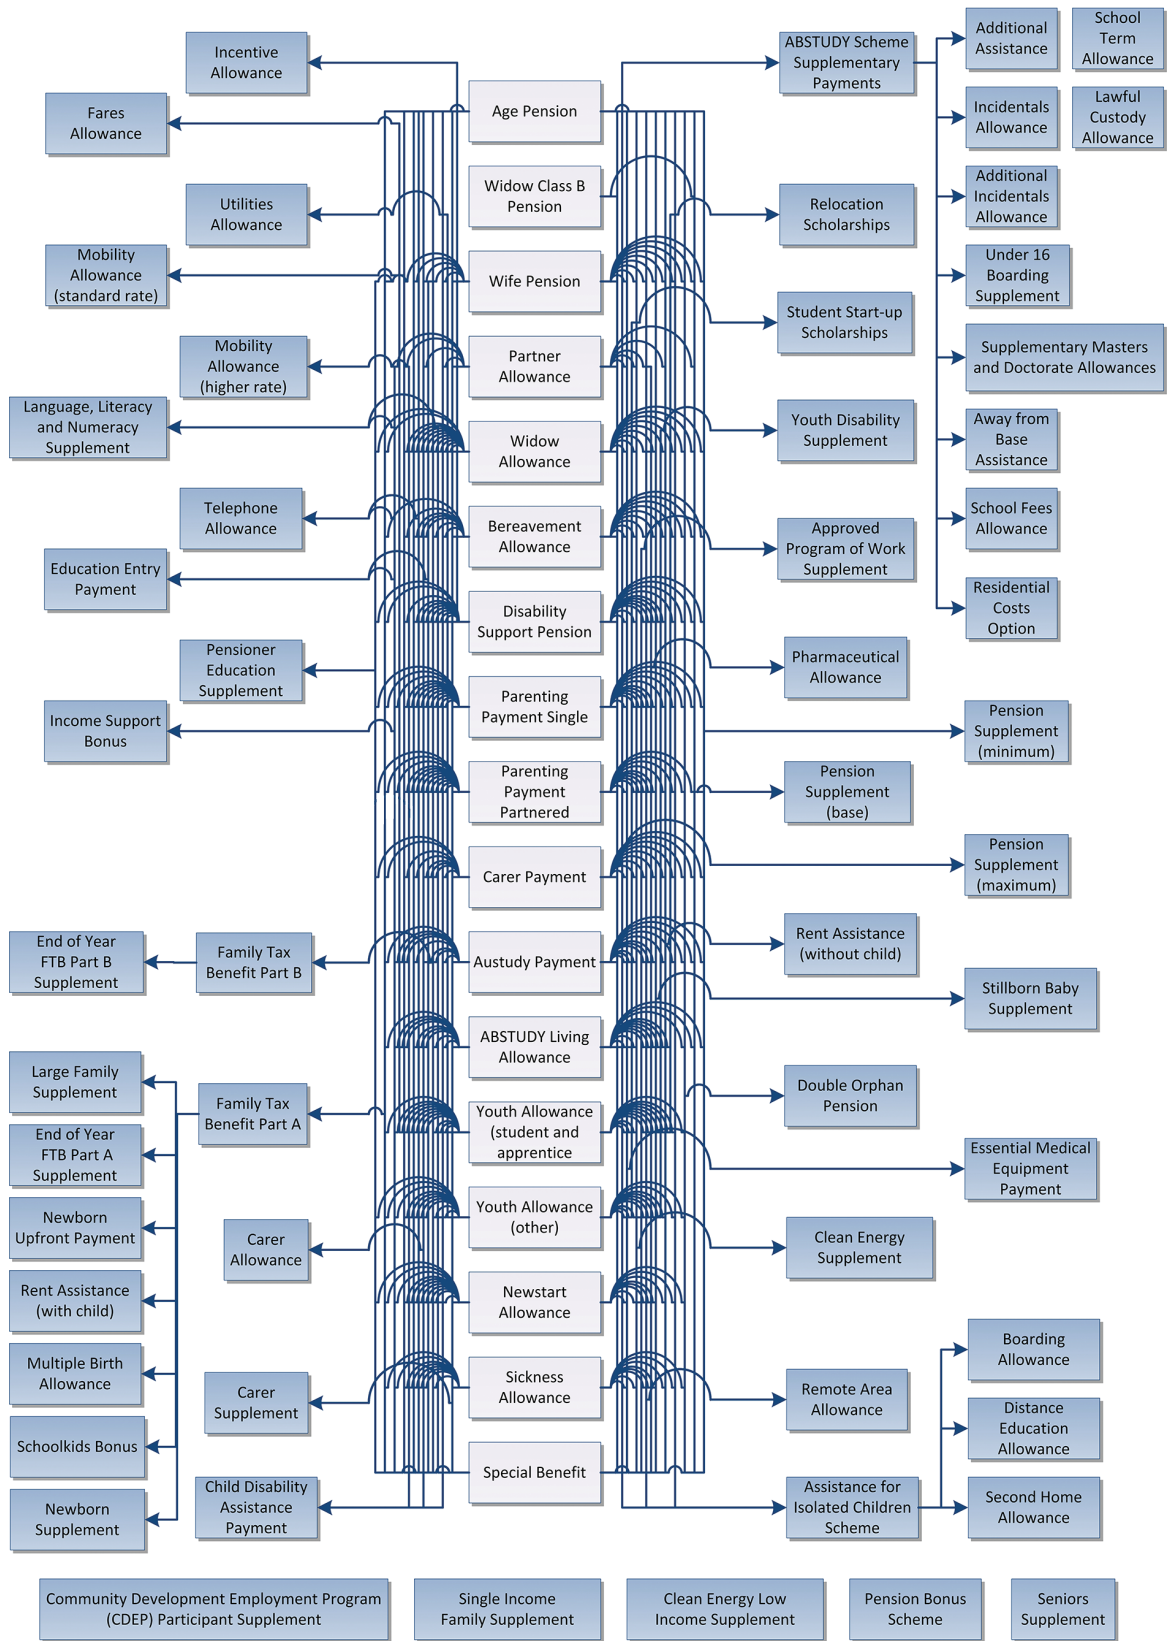 Incentive
Allowance
Fares
Allowance
Utilities
Allowance
Mobility
Allowance
(standard rate)
Mobility
Allowance
(higher rate)
Language, Literacy
and Numeracy
Supplement
Telephone
Allowance
Education Entry
Payment
Pensioner
Education
Supplement
Income Support
Bonus
End of Year
FTB Part B
Supplement
Family Tax
Benefit Part B
Large Family
Supplement
Family Tax
Benefit Part A
End of Year
FTB Part A
Supplement
Newborn
Upfront Payment
Carer
Allowance
Rent Assistance
(with child)
Multiple Birth
Allowance
Carer
Supplement
Schoolkids Bonus
Newborn
Supplement
Child Disability
Assistance
Payment
Age Pension
Widow Class B
Pension
Wife Pension
Partner
Allowance
Widow
Allowance
Bereavement
Allowance
Disability
Support Pension
Parenting
Payment Single
Parenting
Payment
Partnered
Carer Payment
Austudy Payment
ABSTUDY Living
Allowance
Youth Allowance
(student and
apprentice
Youth Allowance
(other)
Newstart
Allowance
Sickness
Allowance
Special Benefit
ABSTUDY Scheme
Supplementary
Payments
Relocation
Scholarships
Student Start-up
Scholarships
Youth Disability
Supplement
Approved
Program of Work
Supplement
Pharmaceutical
Allowance
Pension
Supplement
(base)
Rent Assistance
(without child)
Double Orphan
Pension
Clean Energy
Supplement
Remote Area
Allowance
Assistance for
Isolated Children
Scheme
Additional
Assistance
School
Term
Allowance
Incidentals
Allowance
Lawful
Custody
Allowance
Additional
Incidentals
Allowance
Under 16
Boarding
Supplement
Supplementary Masters
and Doctorate Allowances
Away from
Base
Assistance
School Fees
Allowance
Residential
Costs
Option
Pension
Supplement
(minimum)
Pension
Supplement
(maximum)
Stillborn Baby
Supplement
Essential Medical
Equipment
Payment
Boarding
Allowance
Distance
Education
Allowance
Second Home
Allowance
Community Development Employment Program
(CDEP) Participant Supplement
Single Income
Family Supplement
Clean Energy Low
Income Supplement
Pension Bonus
Scheme
Seniors
Supplement